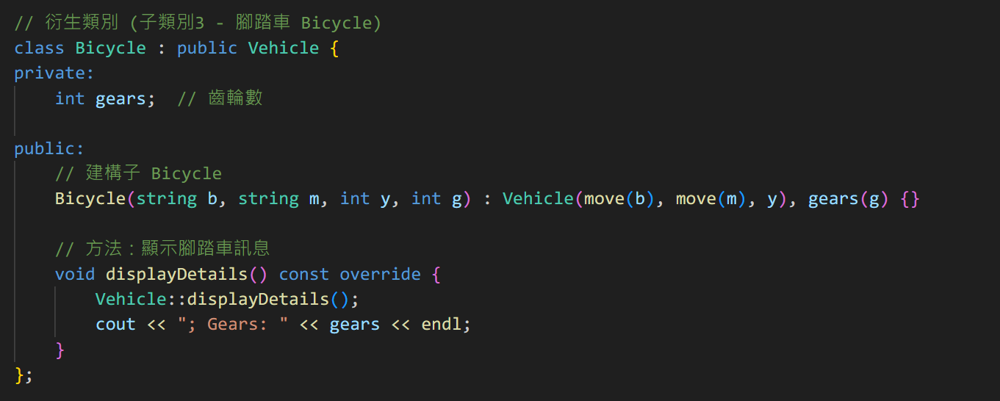 // 衍生類別 (子類別3 - 腳踏車 Bicycle)
class Bicycle : public Vehicle {
private:
    int gears;  // 齒輪數

public:
    // 建構子 Bicycle
    Bicycle(string b, string m, int y, int g) : Vehicle(move(b), move(m), y), gears(g) {}

    // 方法：顯示腳踏車訊息
    void displayDetails() const override {
        Vehicle::displayDetails();
        cout << "; Gears: " << gears << endl;
    }
};